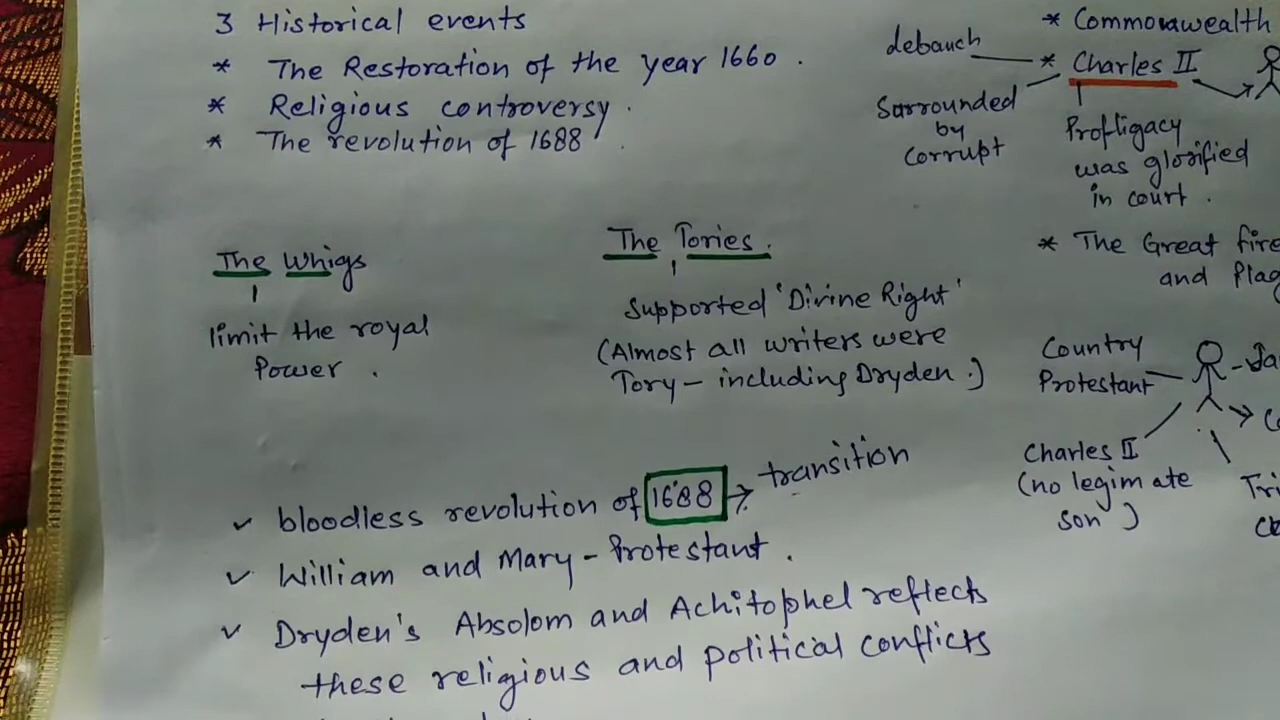 3 Historical events
* The Restoration of the year 1660 .
* Religious controversy .
* The revolution of 1688 .
* Commonwealth
debauch
* Charles II
Surrounded
by
Corrupt
Profligacy
was glorified
in court .
* The Great fire
and
The Whigs
limit the royal
Power .
The Tories .
Supported 'Divine Right'
(Almost all writers were
Tory - including Dryden .)
Country
Protestant
Charles II
(no legimate
son )
✓ bloodless revolution of 1688 → transition
✓ William and Mary - Protestant .
✓ Dryden's Absolom and Achitophel reflects
these religious and political conflicts